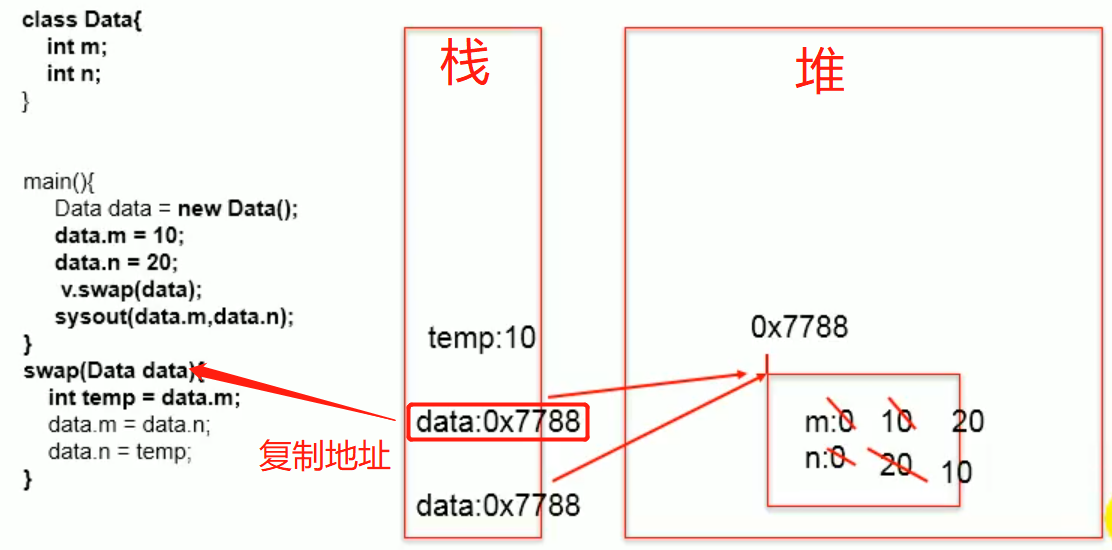 class Data{
int m;
int n;
}
main(){
Data data = new Data();
data.m = 10;
data.n = 20;
v.swap(data);
sysout(data.m,data.n);
}
swap(Data data){
int temp = data.m;
data.m = data.n;
data.n = temp;
}
复制地址
栈
temp:10
data:0x7788
data:0x7788
堆
0x7788
m:0 10 20
n:0 20 10